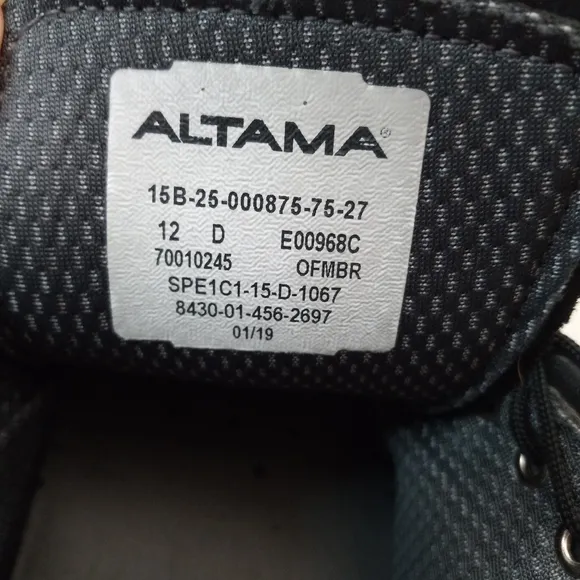 ALTAMA®
15B-25-000875-75-27
12 D E00968C
70010245 OFMBR
SPE1C1-15-D-1067
8430-01-456-2697
01/19